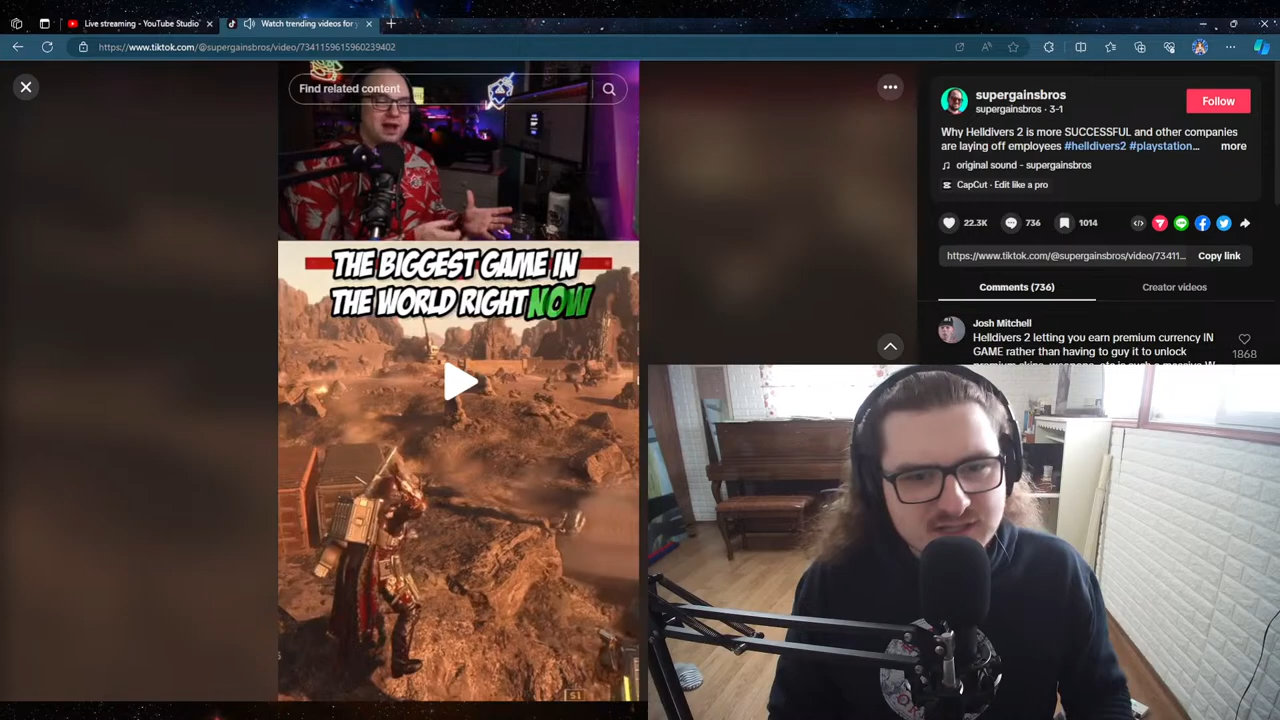 Live streaming - YouTube Studio
Watch trending videos for y
https://www.tiktok.com/@supergainsbros/video/7341159615960239402
Find related content
THE BIGGEST GAME IN
THE WORLD RIGHT NOW
supergainsbros
supergainsbros · 3-1
Follow
Why Helldivers 2 is more SUCCESSFUL and other companies
are laying off employees #helldivers2 #playstation... more
original sound - supergainsbros
CapCut · Edit like a pro
22.3K 736 1014
https://www.tiktok.com/@supergainsbros/video/73411... Copy link
Comments (736) Creator videos
Josh Mitchell
Helldivers 2 letting you earn premium currency IN
GAME rather than having to guy it to unlock
1868
S1